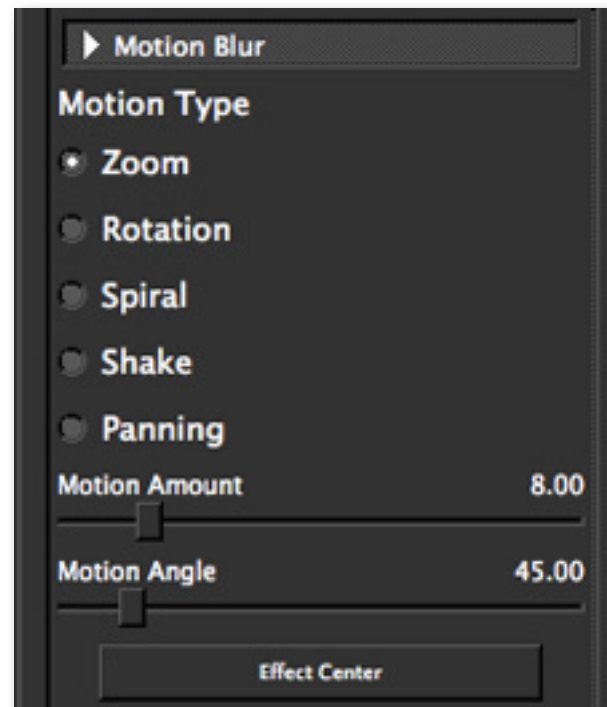 Motion Blur
Motion Type
Zoom
Rotation
Spiral
Shake
Panning
Motion Amount 8.00
Motion Angle 45.00
Effect Center